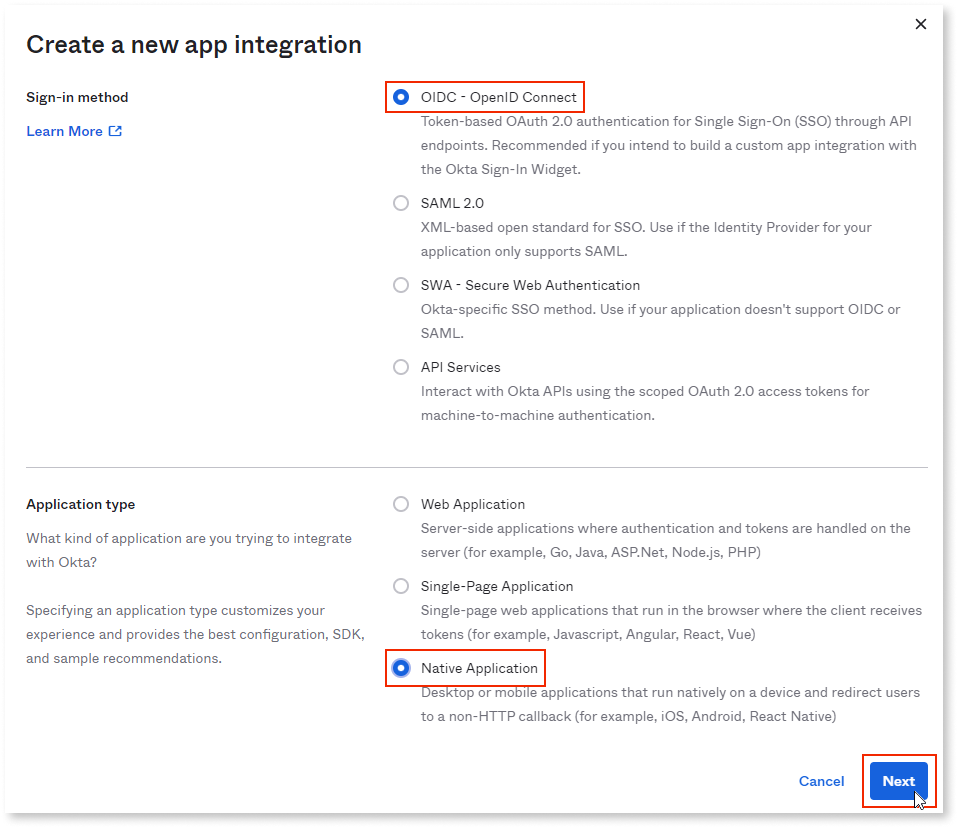 Create a new app integration
Sign-in method
Learn More
OIDC - OpenID Connect
Token-based OAuth 2.0 authentication for Single Sign-On (SSO) through API
endpoints. Recommended if you intend to build a custom app integration with
the Okta Sign-In Widget.
SAML 2.0
XML-based open standard for SSO. Use if the Identity Provider for your
application only supports SAML.
SWA - Secure Web Authentication
Okta-specific SSO method. Use if your application doesn't support OIDC or
SAML.
API Services
Interact with Okta APIs using the scoped OAuth 2.0 access tokens for
machine-to-machine authentication.
Application type
What kind of application are you trying to integrate
with Okta?
Specifying an application type customizes your
experience and provides the best configuration, SDK,
and sample recommendations.
Web Application
Server-side applications where authentication and tokens are handled on the
server (for example, Go, Java, ASP.Net, Node.js, PHP)
Single-Page Application
Single-page web applications that run in the browser where the client receives
tokens (for example, Javascript, Angular, React, Vue)
Native Application
Desktop or mobile applications that run natively on a device and redirect users
to a non-HTTP callback (for example, iOS, Android, React Native)
Cancel
Next